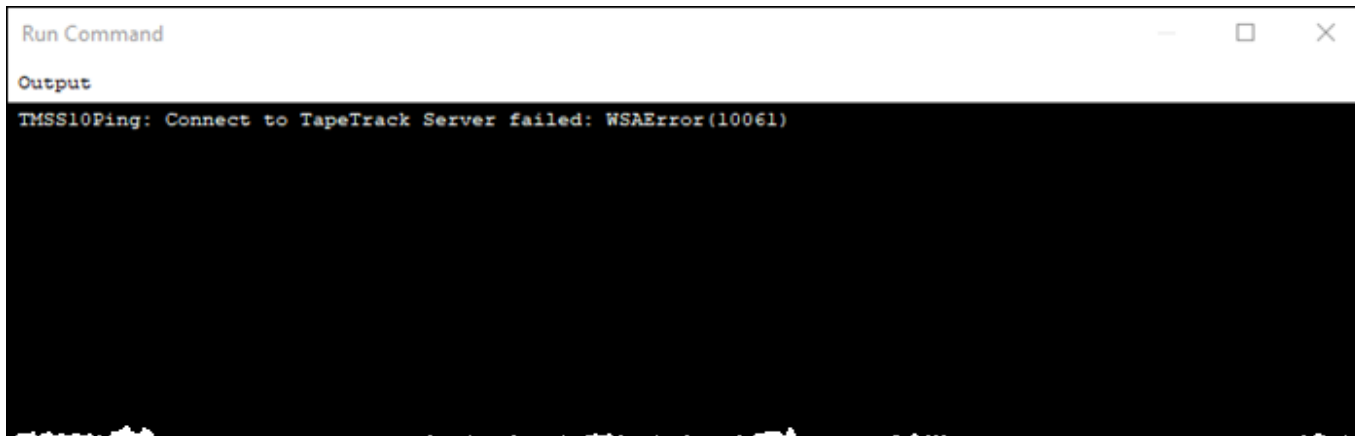 Run Command
Output
TMSS10Ping: Connect to TapeTrack Server failed: WSAError(10061)